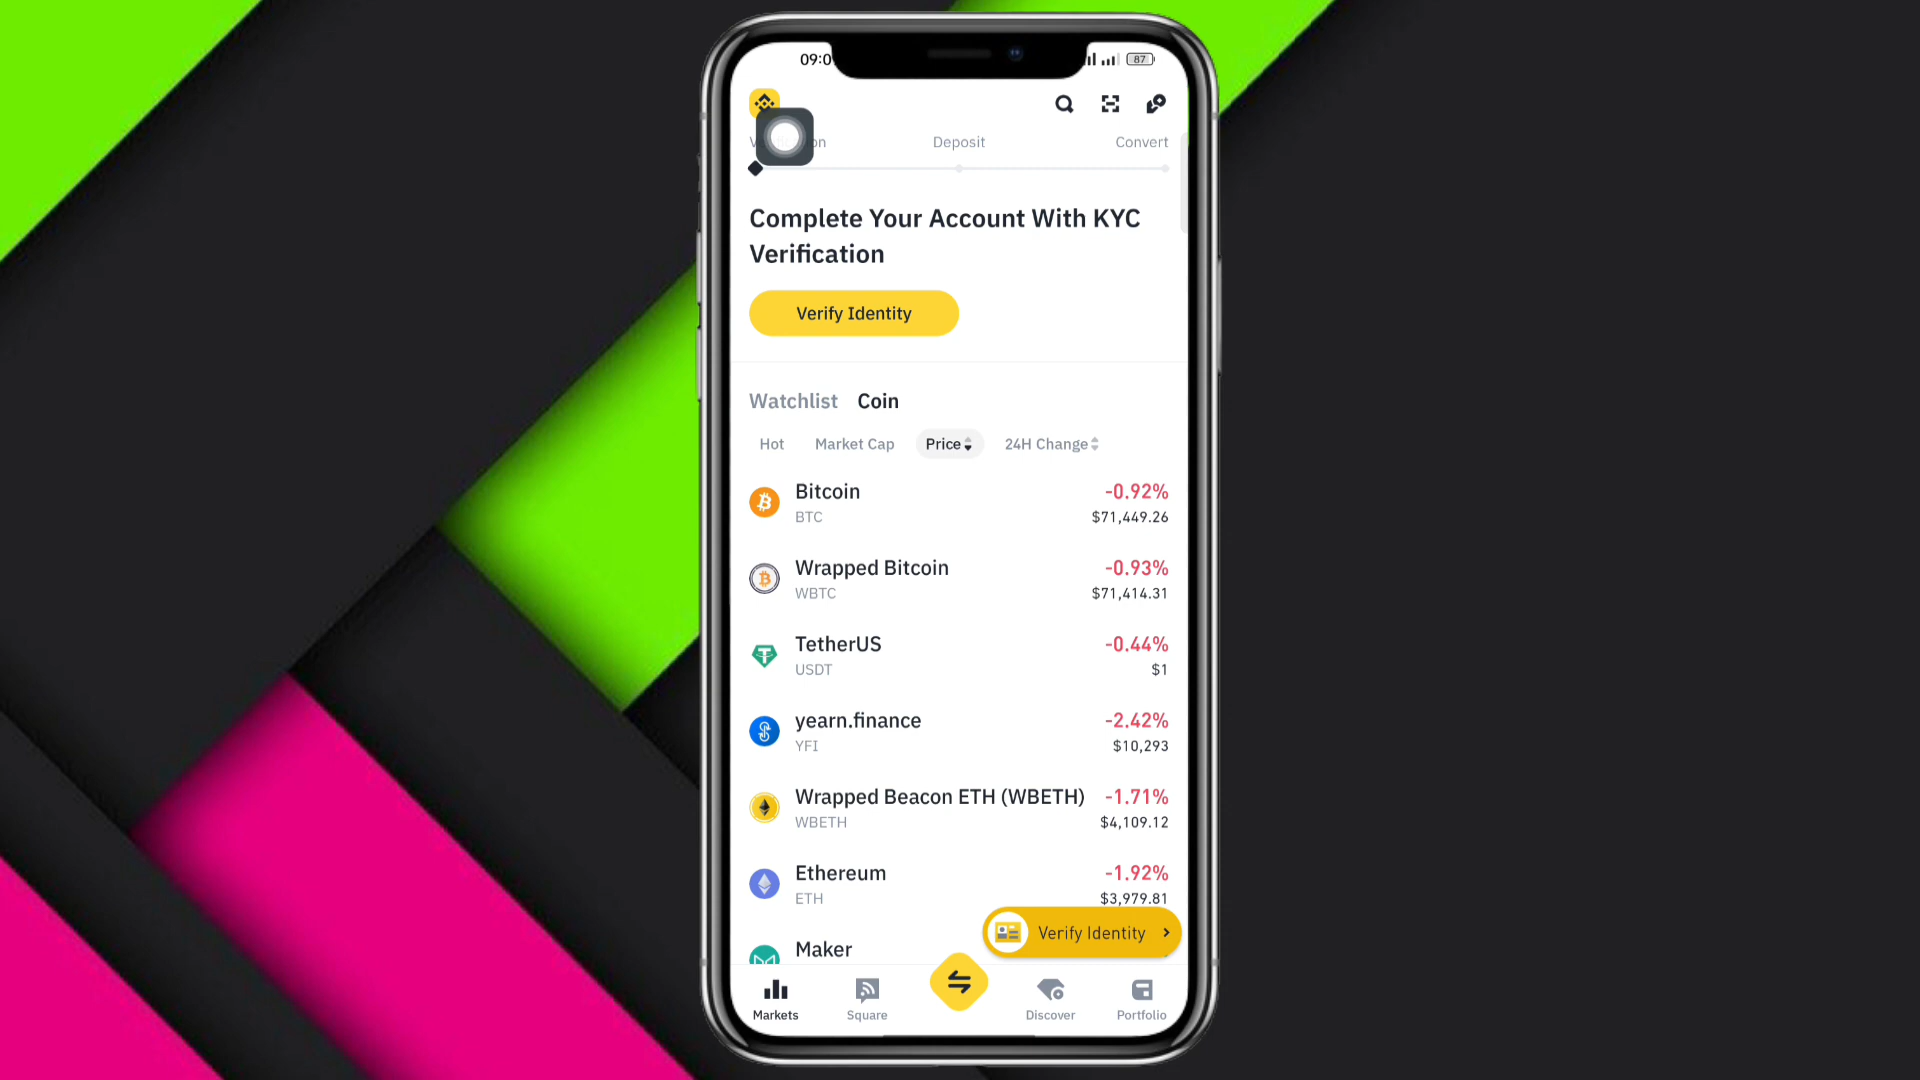 09:0
87
Deposit
Convert
Complete Your Account With KYC
Verification
Verify Identity
Watchlist Coin
Hot Market Cap Price 24H Change
Bitcoin -0.92%
BTC $71,449.26
Wrapped Bitcoin -0.93%
WBTC $71,414.31
TetherUS -0.44%
USDT $1
yearn.finance -2.42%
YFI $10,293
Wrapped Beacon ETH (WBETH) -1.71%
WBETH $4,109.12
Ethereum -1.92%
ETH $3,979.81
Verify Identity
Maker
Markets Square Discover Portfolio